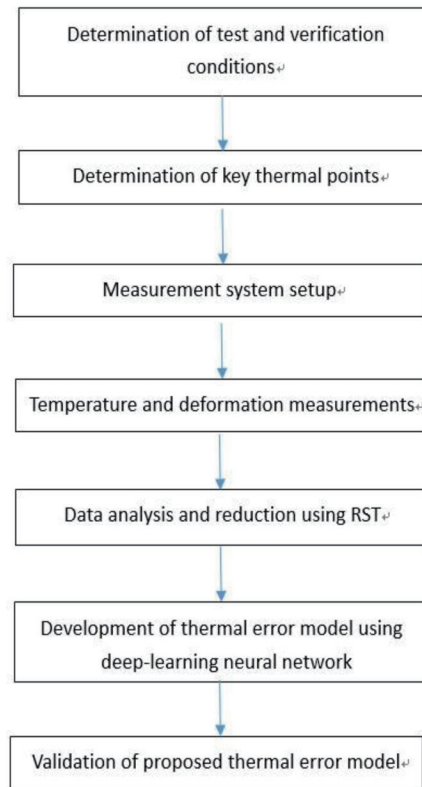 Determination of test and verification
conditions↵
Determination of key thermal points↵
Measurement system setup↵
Temperature and deformation measurements↵
Data analysis and reduction using RST↵
Development of thermal error model using
deep-learning neural network
Validation of proposed thermal error model↵